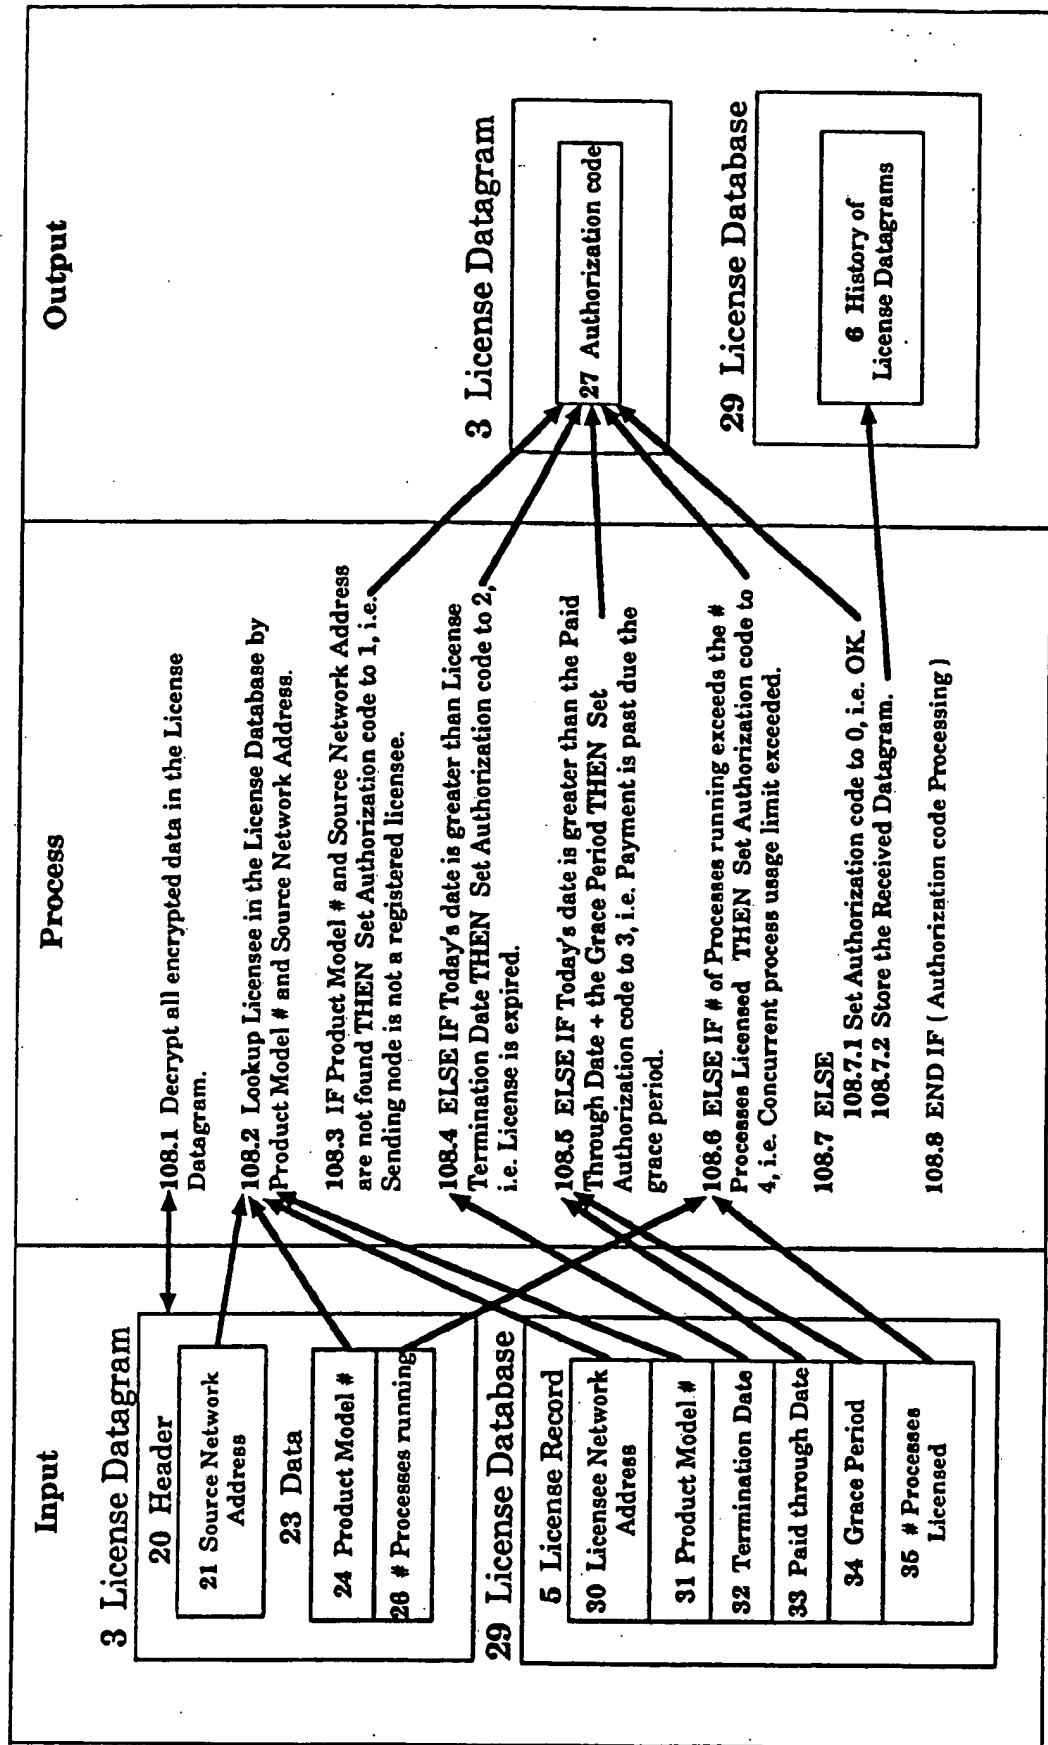 Input
3 License Datagram
20 Header
21 Source Network
Address
23 Data
24 Product Model #
26 # Processes running
29 License Database
5 License Record
30 Licensee Network
Address
31 Product Model #
32 Termination Date
33 Paid through Date
34 Grace Period
35 # Processes
Licensed
Process
108.1 Decrypt all encrypted data in the License
Datagram.
108.2 Lookup Licensee in the License Database by
Product Model # and Source Network Address.
108.3 IF Product Model # and Source Network Address
are not found THEN Set Authorization code to 1, i.e.
Sending node is not a registered licensee.
108.4 ELSE IF Today's date is greater than License
Termination Date THEN Set Authorization code to 2,
i.e. License is expired.
108.5 ELSE IF Today's date is greater than the Paid
Through Date + the Grace Period THEN Set
Authorization code to 3, i.e. Payment is past due the
grace period.
108.6 ELSE IF # of Processes running exceeds the #
Processes Licensed THEN Set Authorization code to
4, i.e. Concurrent process usage limit exceeded.
108.7 ELSE
108.7.1 Set Authorization code to 0, i.e. OK.
108.7.2 Store the Received Datagram.
108.8 END IF ( Authorization code Processing )
Output
3 License Datagram
27 Authorization code
29 License Database
6 History of
License Datagrams